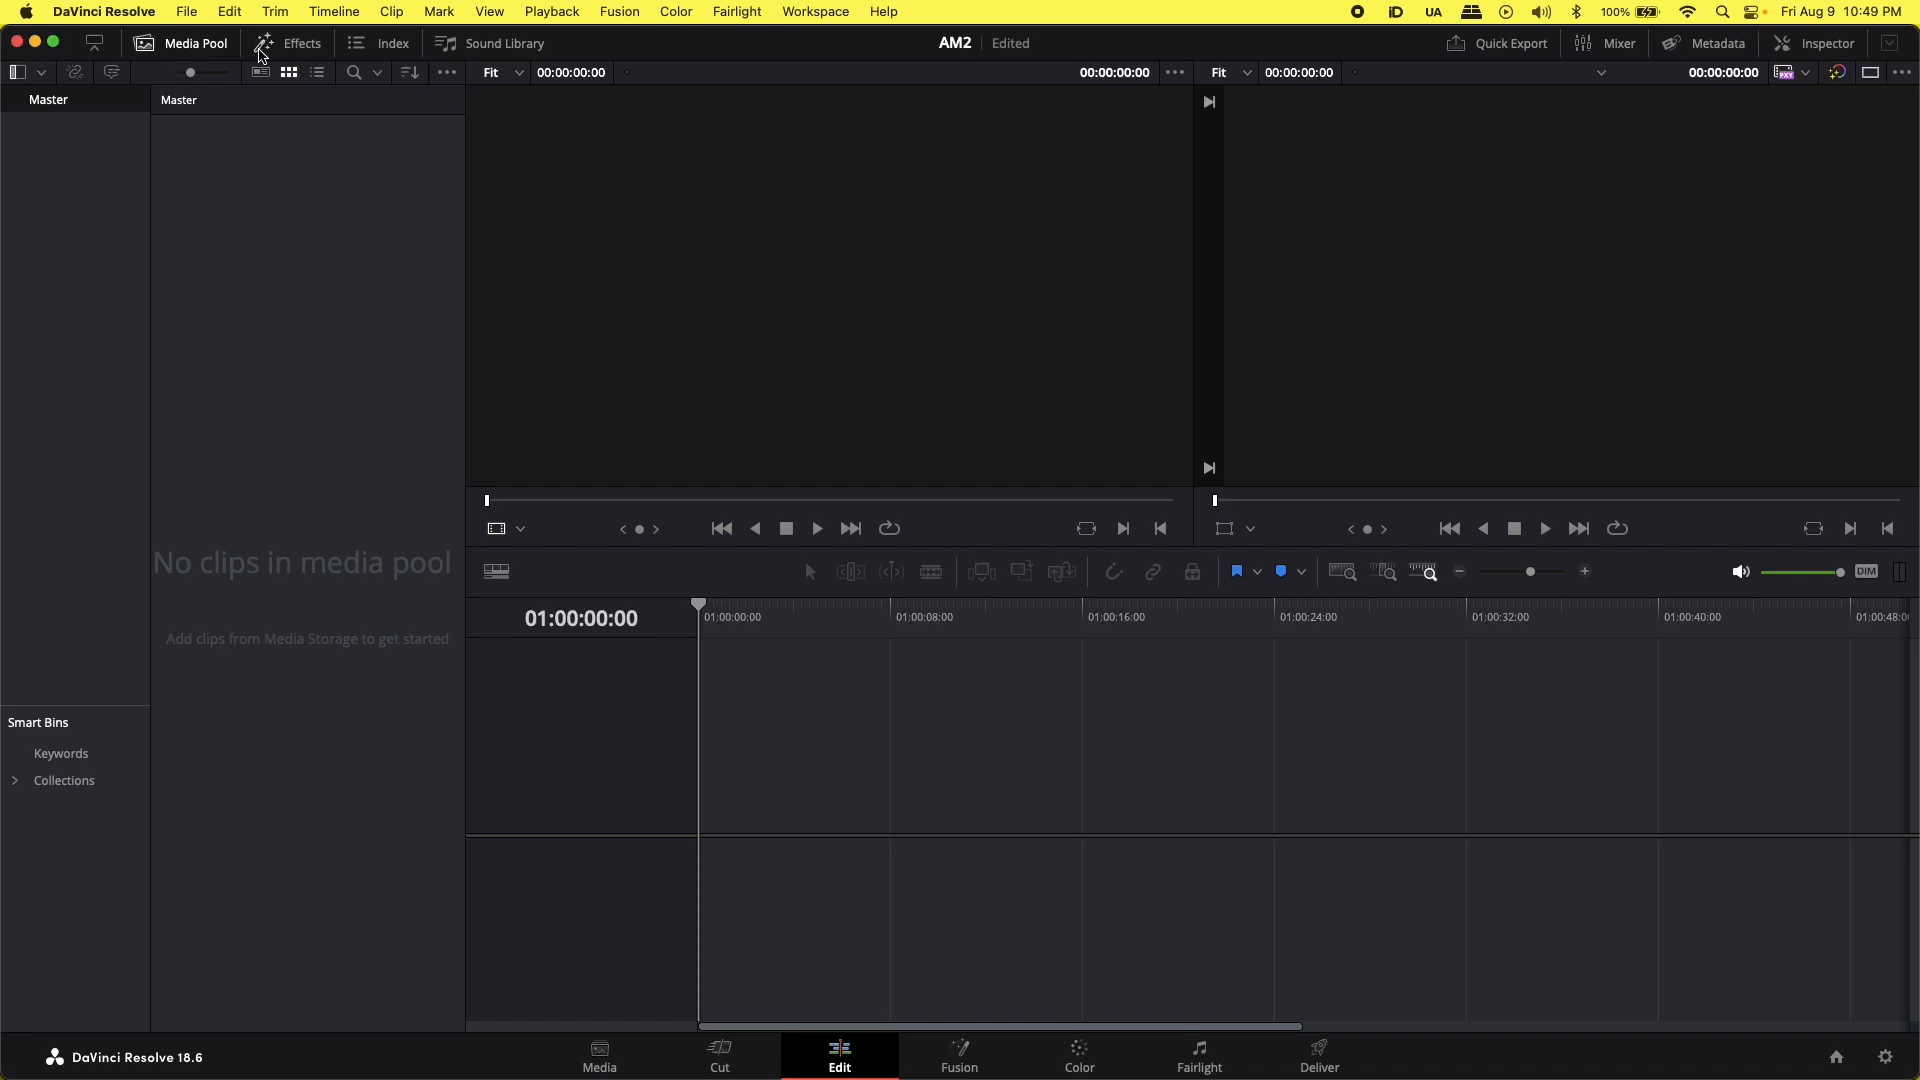 DaVinci Resolve File Edit Trim Timeline Clip Mark View Playback Fusion Color Fairlight Workspace Help iD UA 100% Fri Aug 9 10:49 PM
Media Pool Effects Index Sound Library AM2 Edited Quick Export Mixer Metadata Inspector
Fit 00:00:00:00 00:00:00:00 Fit 00:00:00:00 00:00:00:00 PXY
Master Master
No clips in media pool
DIM
01:00:00:00 01:00:00:00 01:00:08:00 01:00:16:00 01:00:24:00 01:00:32:00 01:00:40:00 01:00:48:0
Add clips from Media Storage to get started
Smart Bins
Keywords
Collections
DaVinci Resolve 18.6 Media Cut Edit Fusion Color Fairlight Deliver